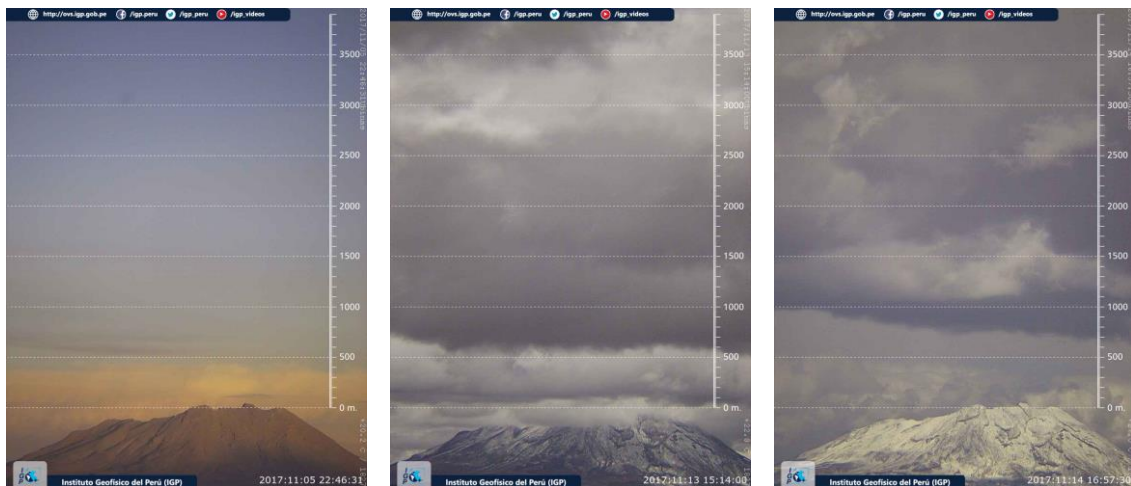 http://ovs.igp.gob.pe /igp.peru /igp_peru /igp_videos
3500
3000
2500
2000
1500
1000
500
0 m.
Instituto Geofísico del Perú (IGP)
2017:11:05 22:46:31
http://ovs.igp.gob.pe /igp.peru /igp_peru /igp_videos
3500
3000
2500
2000
1500
1000
500
0 m.
Instituto Geofísico del Perú (IGP)
2017:11:13 15:14:00
http://ovs.igp.gob.pe /igp.peru /igp_peru /igp_videos
3500
3000
2500
2000
1500
1000
500
0 m.
Instituto Geofísico del Perú (IGP)
2017:11:14 16:57:30